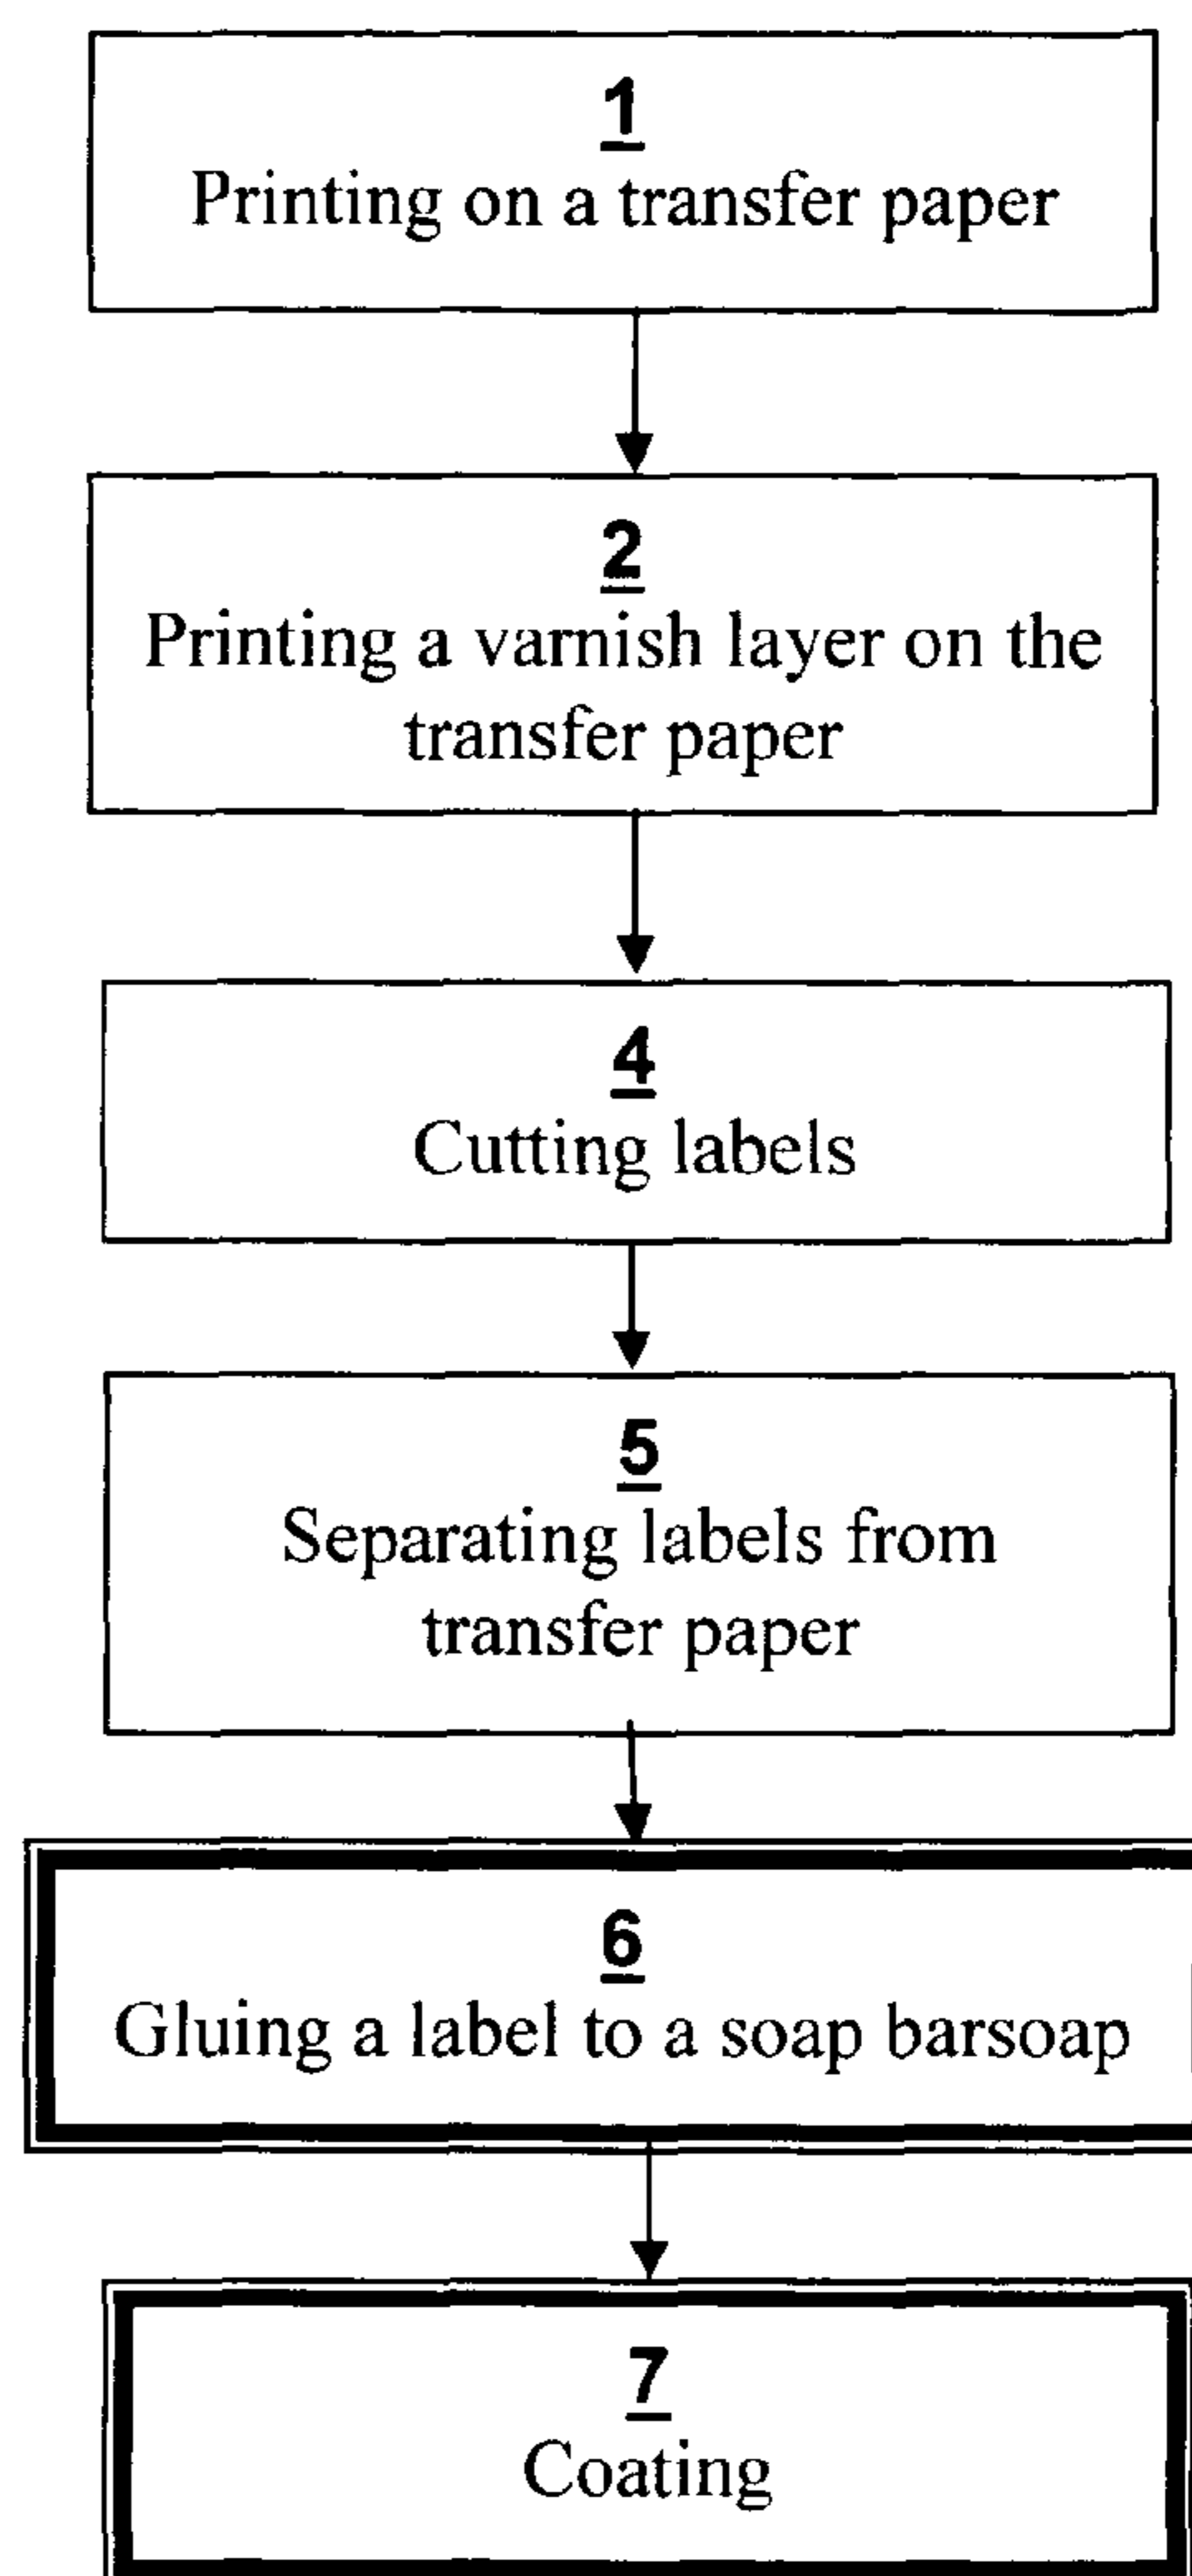 1
Printing on a transfer paper
2
Printing a varnish layer on the
transfer paper
4
Cutting labels
5
Separating labels from
transfer paper
6
Gluing a label to a soap barsoap
7
Coating